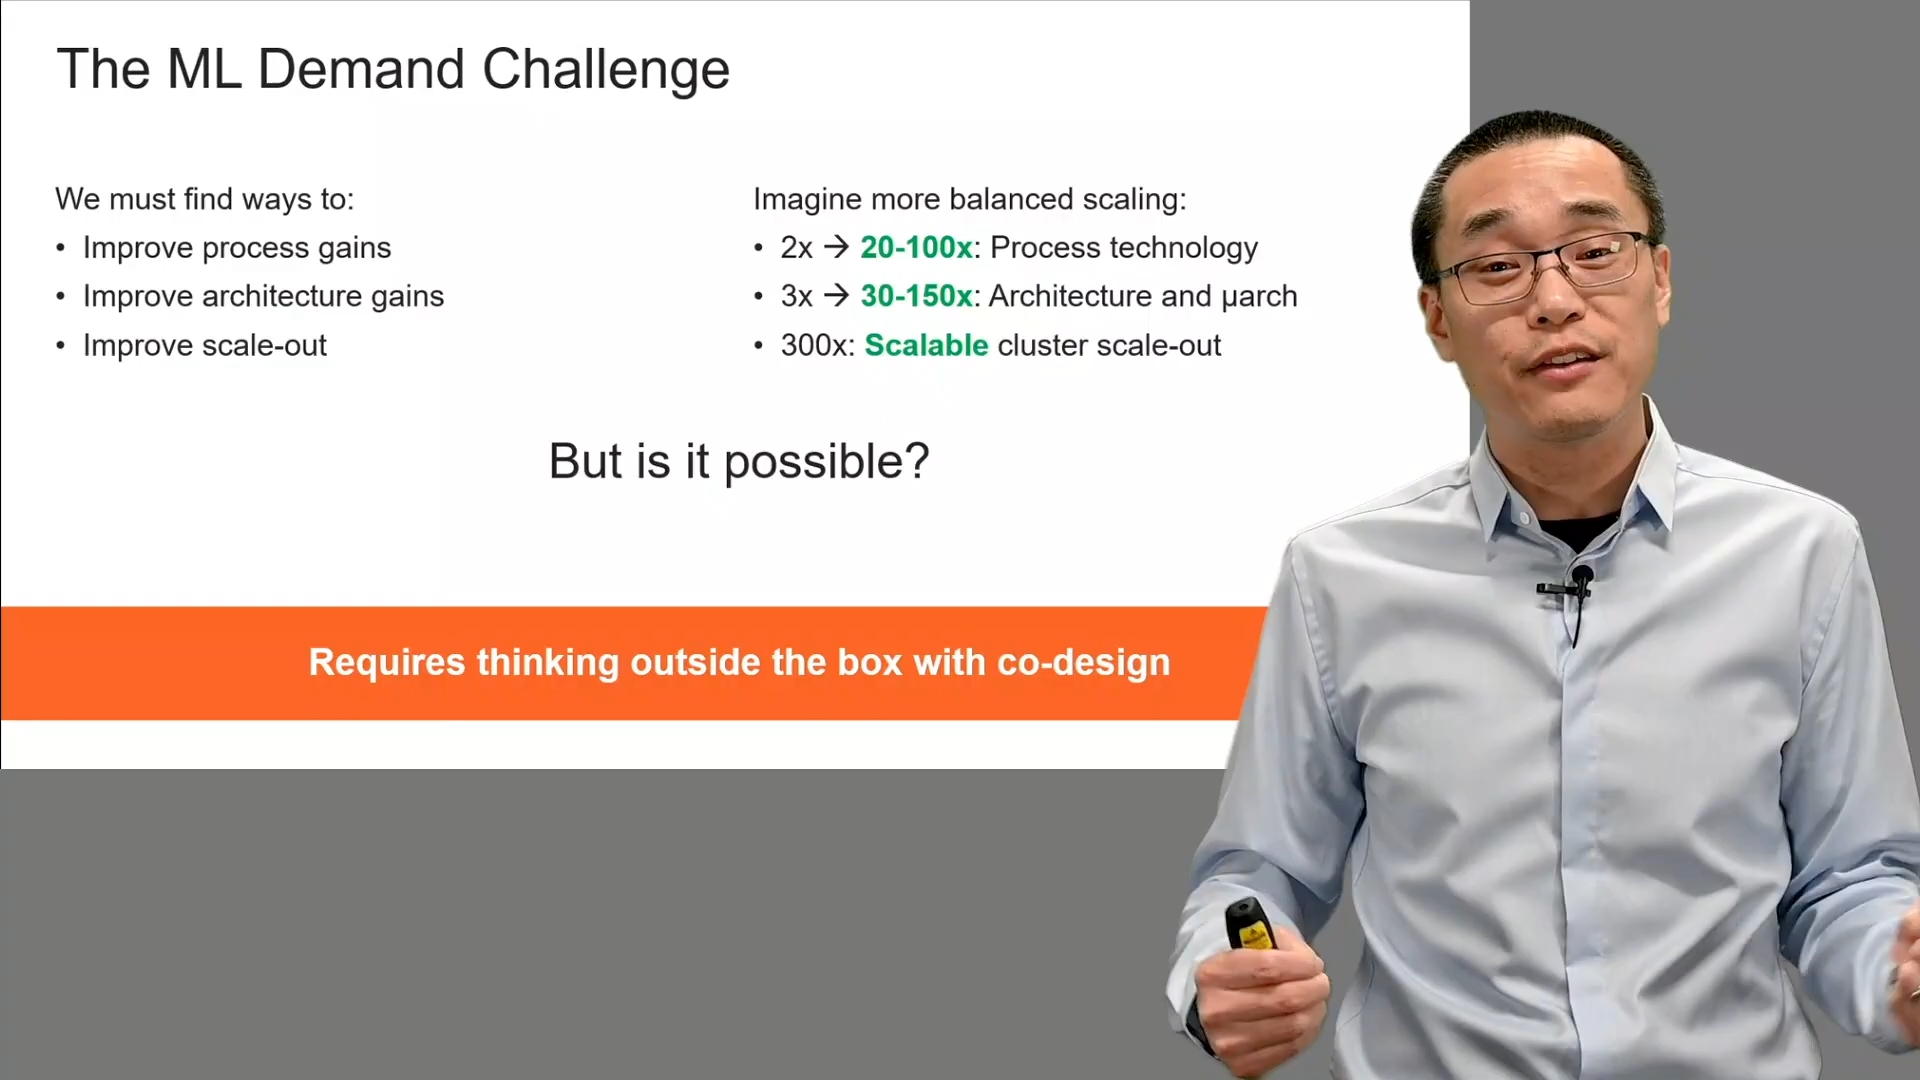 The ML Demand Challenge
We must find ways to:
• Improve process gains
• Improve architecture gains
• Improve scale-out
Imagine more balanced scaling:
• 2x → 20-100x: Process technology
• 3x → 30-150x: Architecture and µarch
• 300x: Scalable cluster scale-out
But is it possible?
Requires thinking outside the box with co-design